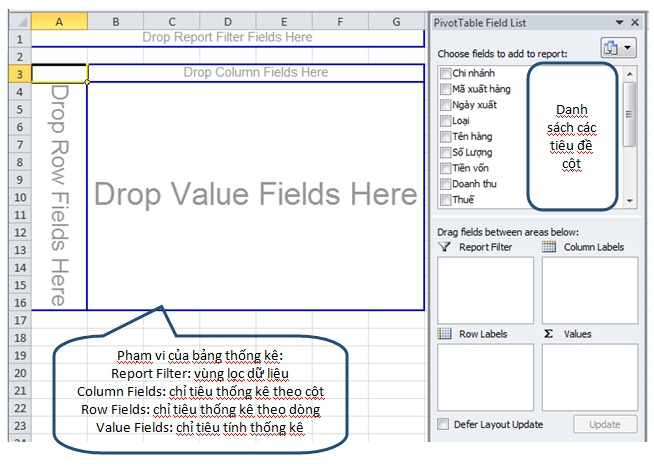 A B C D E F G
1 Drop Report Filter Fields Here
2
3 Drop Column Fields Here
4
5
6
7
8
9
10
11
12
13
14
15
16
17
18
19
20
21
22
23
24
Drop Row Fields Here
Drop Value Fields Here
Phạm vi của bảng thống kê:
Report Filter: vùng lọc dữ liệu
Column Fields: chỉ tiêu thống kê theo cột
Row Fields: chỉ tiêu thống kê theo dòng
Value Fields: chỉ tiêu tính thống kê
PivotTable Field List
Choose fields to add to report:
Chi nhánh
Mã xuất hàng
Ngày xuất
Loại
Tên hàng
Số Lượng
Tiền vốn
Doanh thu
Thuế
Danh
sách các
tiêu đề
cột
Drag fields between areas below:
Report Filter Column Labels
Row Labels Σ Values
Defer Layout Update Update